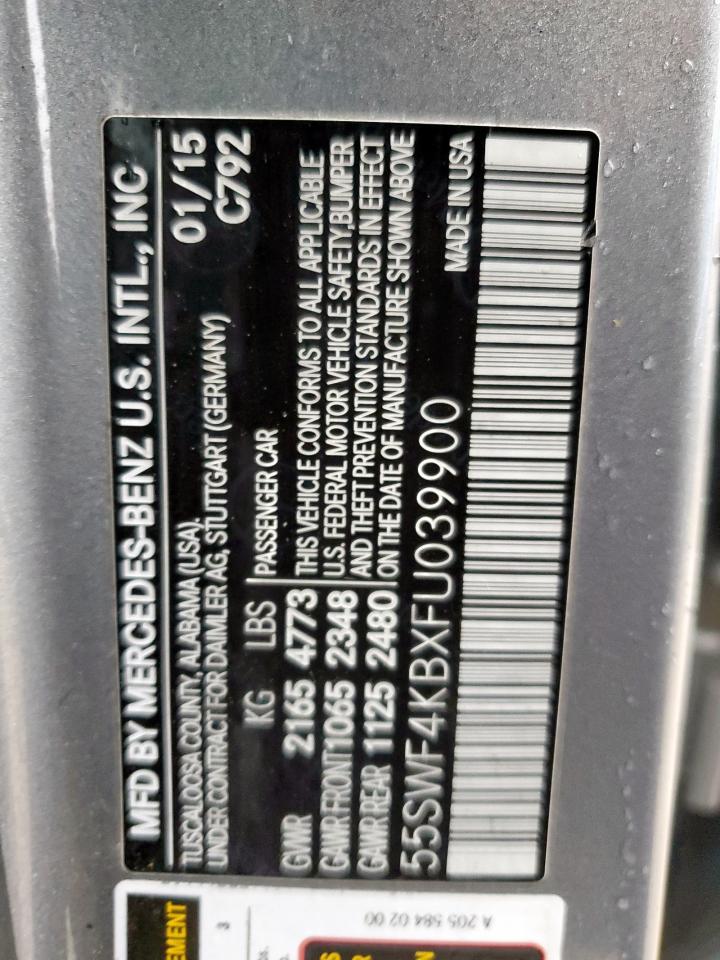 MFD BY MERCEDES-BENZ U.S. INTL., INC
TUSCALOOSA COUNTY, ALABAMA (USA), 01/15
UNDER CONTRACT FOR DAIMLER AG, STUTTGART (GERMANY) C792
KG LBS PASSENGER CAR
GVWR 2165 4773 THIS VEHICLE CONFORMS TO ALL APPLICABLE
GAWR FRONT 1065 2348 U.S. FEDERAL MOTOR VEHICLE SAFETY, BUMPER
AND THEFT PREVENTION STANDARDS IN EFFECT
GAWR REAR 1125 2480 ON THE DATE OF MANUFACTURE SHOWN ABOVE
55SWF4KBXFU039900 MADE IN USA
A 205 584 02 00
EMENT
3